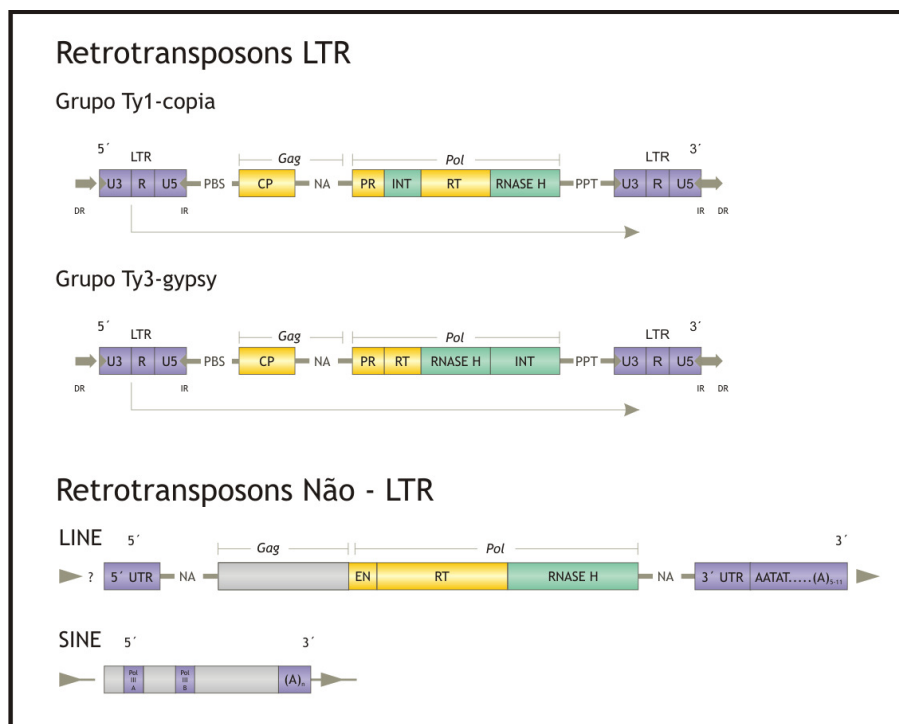 Retrotransposons LTR
Grupo Ty1-copia
5´ 3´
LTR Gag Pol LTR
U3 R U5 PBS CP NA PR INT RT RNASE H PPT U3 R U5
DR IR IR DR
Grupo Ty3-gypsy
5´ 3´
LTR Gag Pol LTR
U3 R U5 PBS CP NA PR RT RNASE H INT PPT U3 R U5
DR IR IR DR
Retrotransposons Não - LTR
LINE 5´ 3´
Gag Pol
? 5´ UTR NA EN RT RNASE H NA 3´ UTR AATAT.....(A)5-11
SINE 5´ 3´
Pol III A Pol III B (A)n